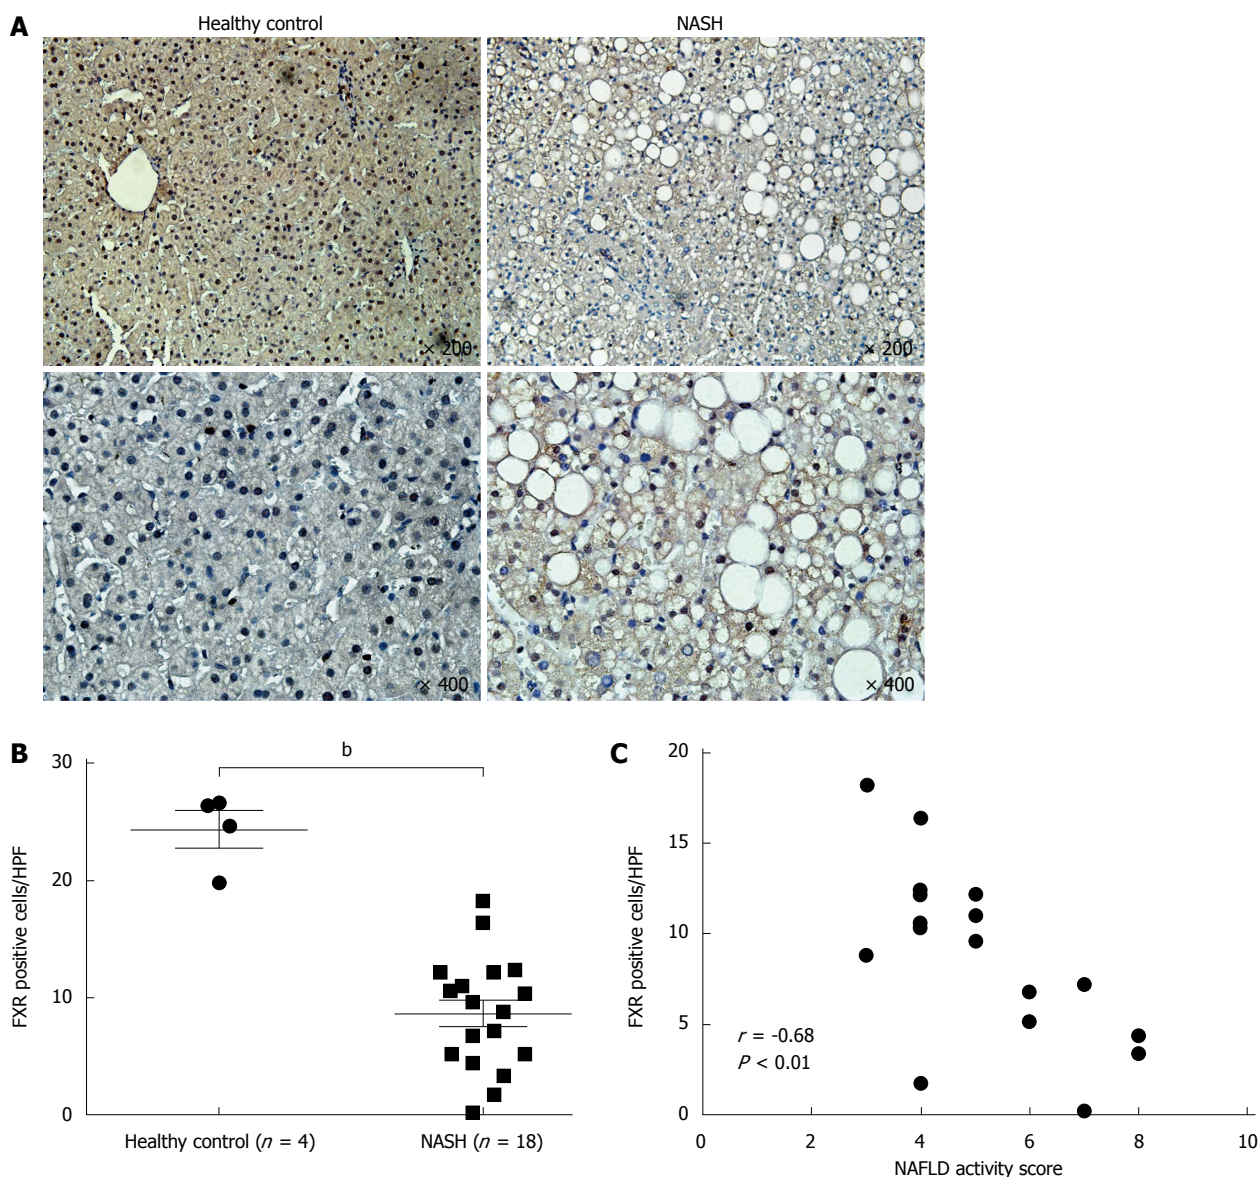 A
Healthy control
NASH
× 200
× 200
× 400
× 400
B
b
30
20
10
0
FXR positive cells/HPF
Healthy control (n = 4)
NASH (n = 18)
C
20
15
10
5
0
FXR positive cells/HPF
r = -0.68
P < 0.01
0
2
4
6
8
10
NAFLD activity score